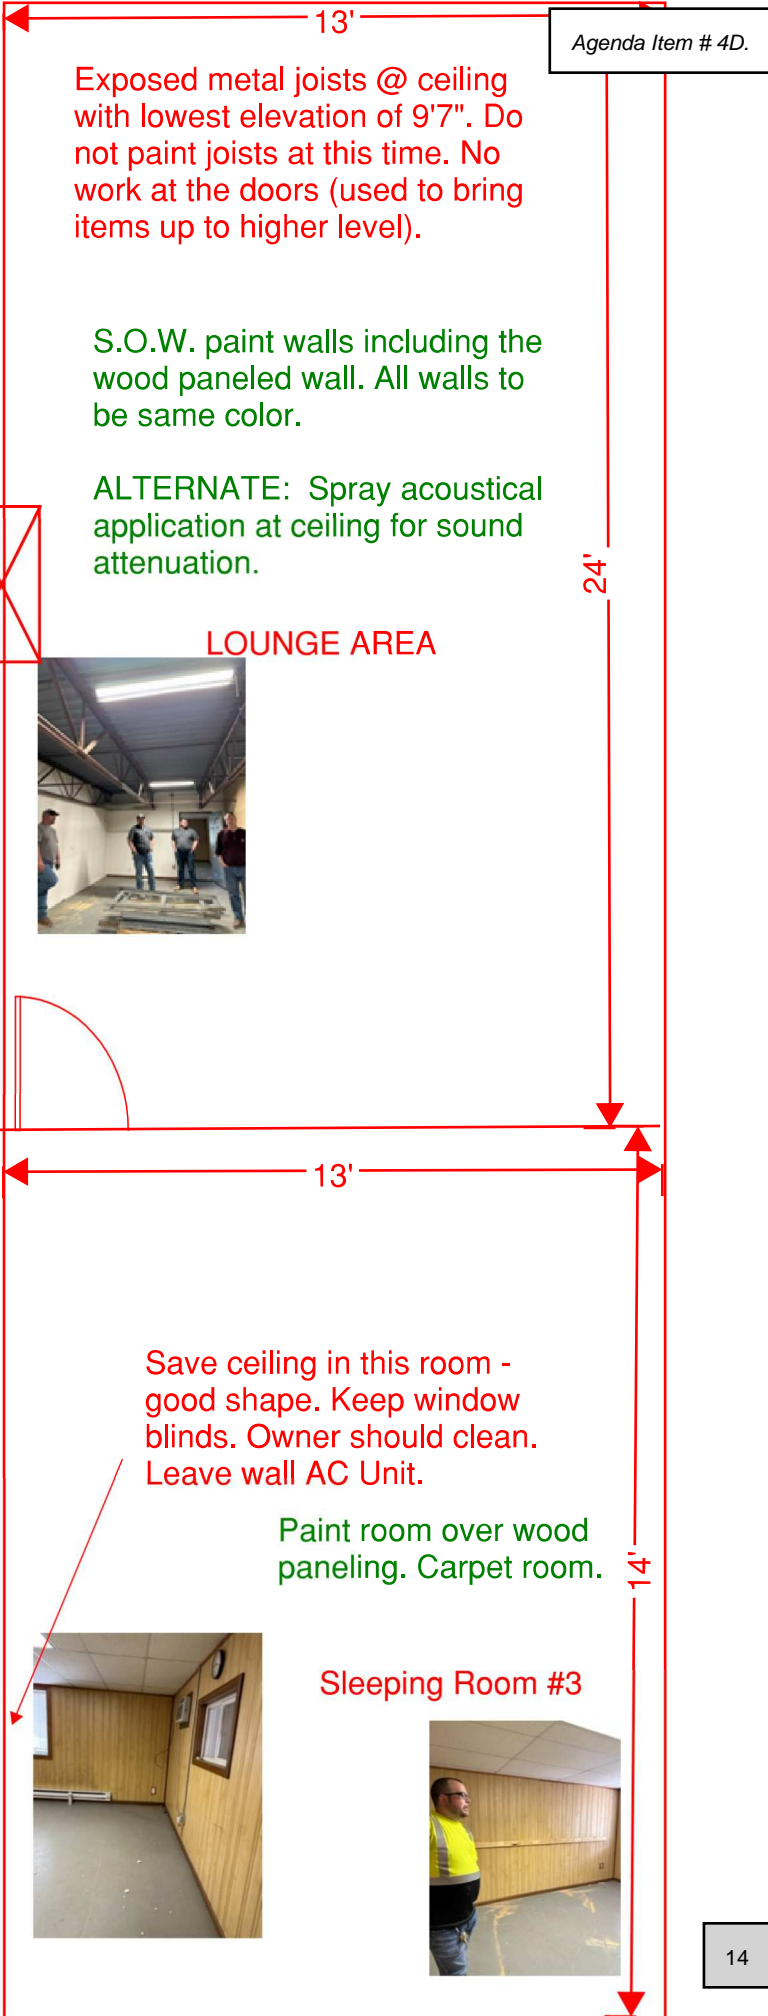 13'
Agenda Item # 4D.
Exposed metal joists @ ceiling
with lowest elevation of 9'7". Do
not paint joists at this time. No
work at the doors (used to bring
items up to higher level).
S.O.W. paint walls including the
wood paneled wall. All walls to
be same color.
ALTERNATE:  Spray acoustical
application at ceiling for sound
attenuation.
24'
LOUNGE AREA
13'
Save ceiling in this room -
good shape. Keep window
blinds. Owner should clean.
Leave wall AC Unit.
Paint room over wood
paneling. Carpet room.
14'
Sleeping Room #3
14